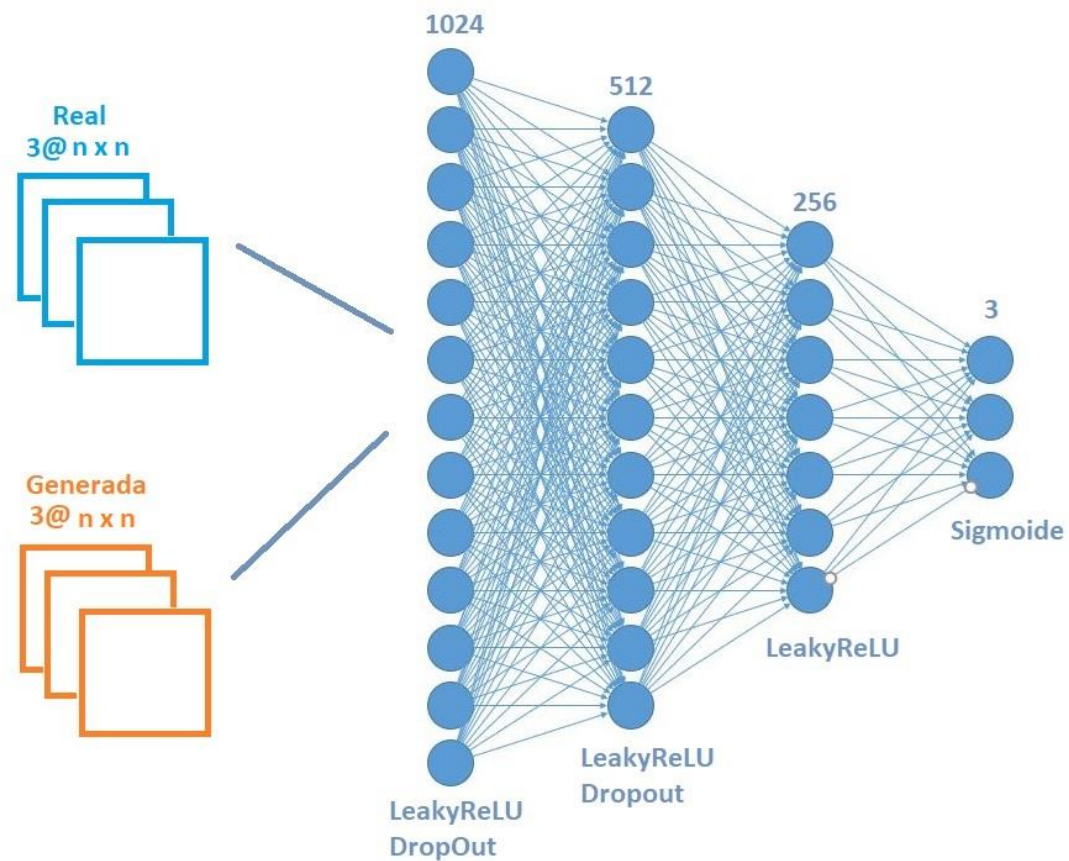 Real
3@ n x n
Generada
3@ n x n
1024
512
256
3
LeakyReLU
DropOut
LeakyReLU
Dropout
LeakyReLU
Sigmoide